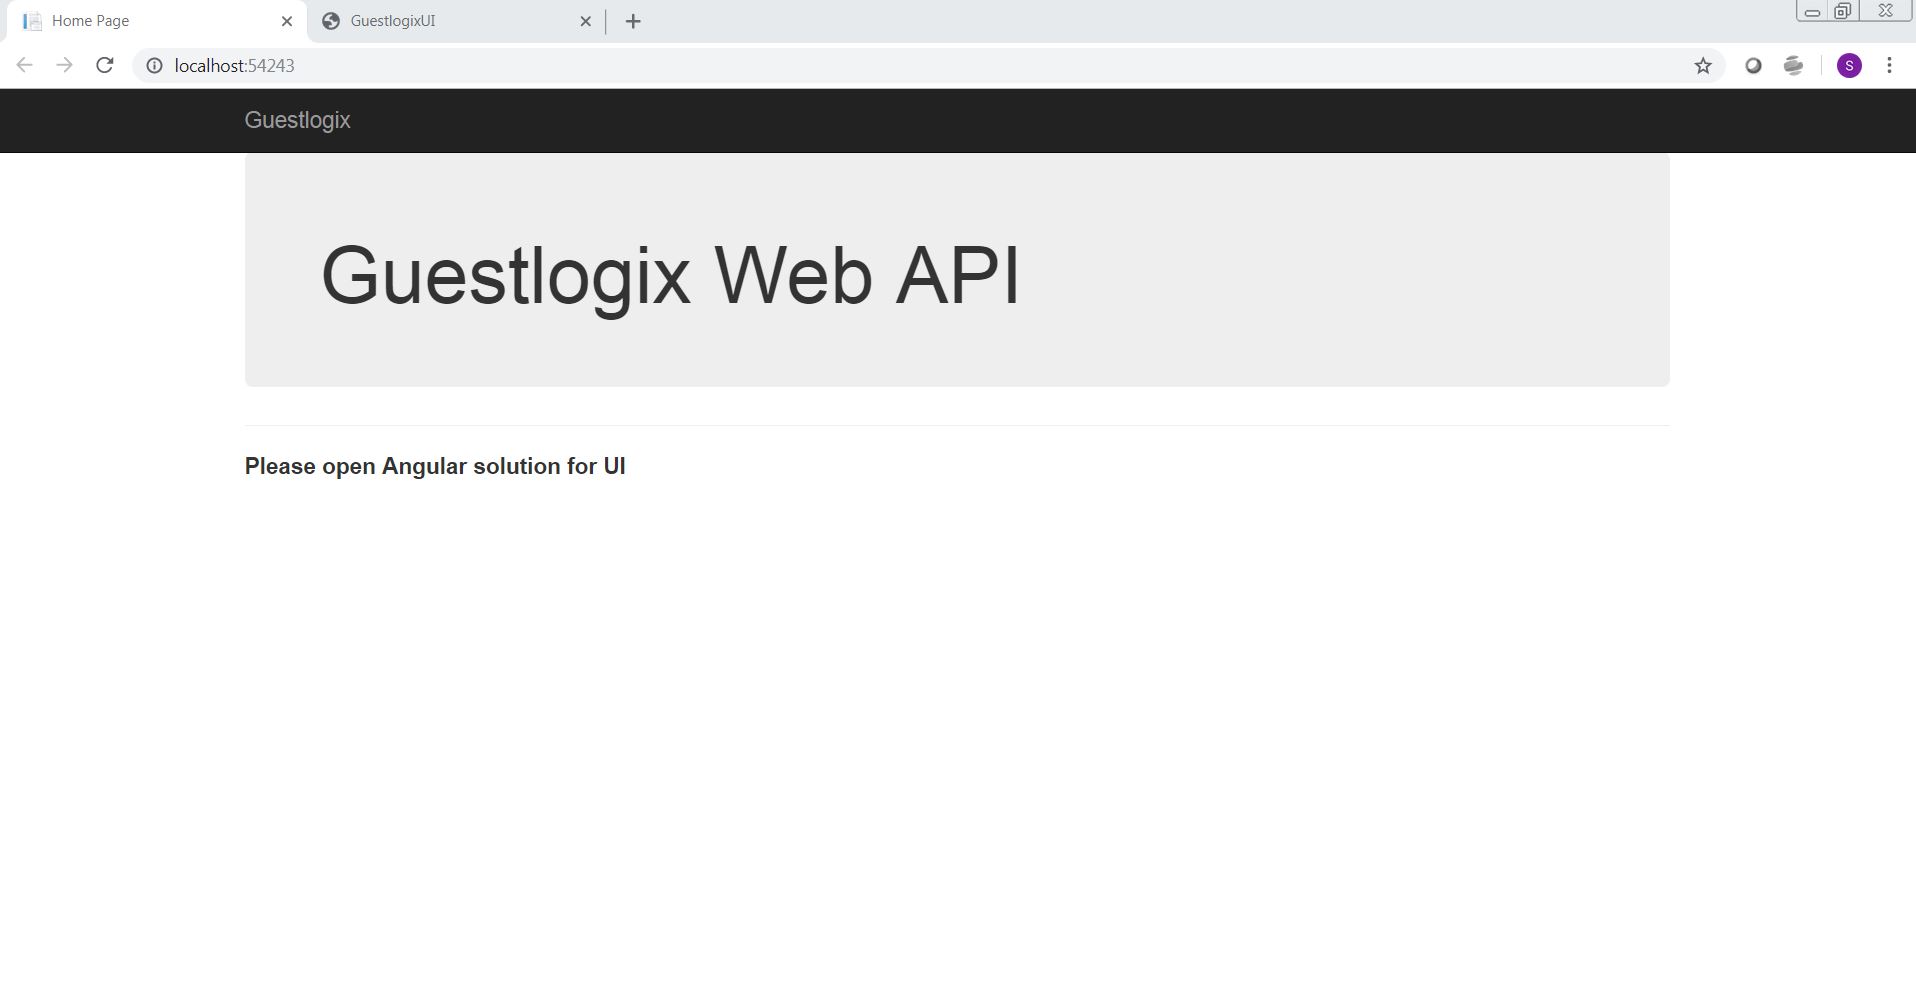 Home Page
GuestlogixUI
localhost:54243
S
Guestlogix
Guestlogix Web API
Please open Angular solution for UI